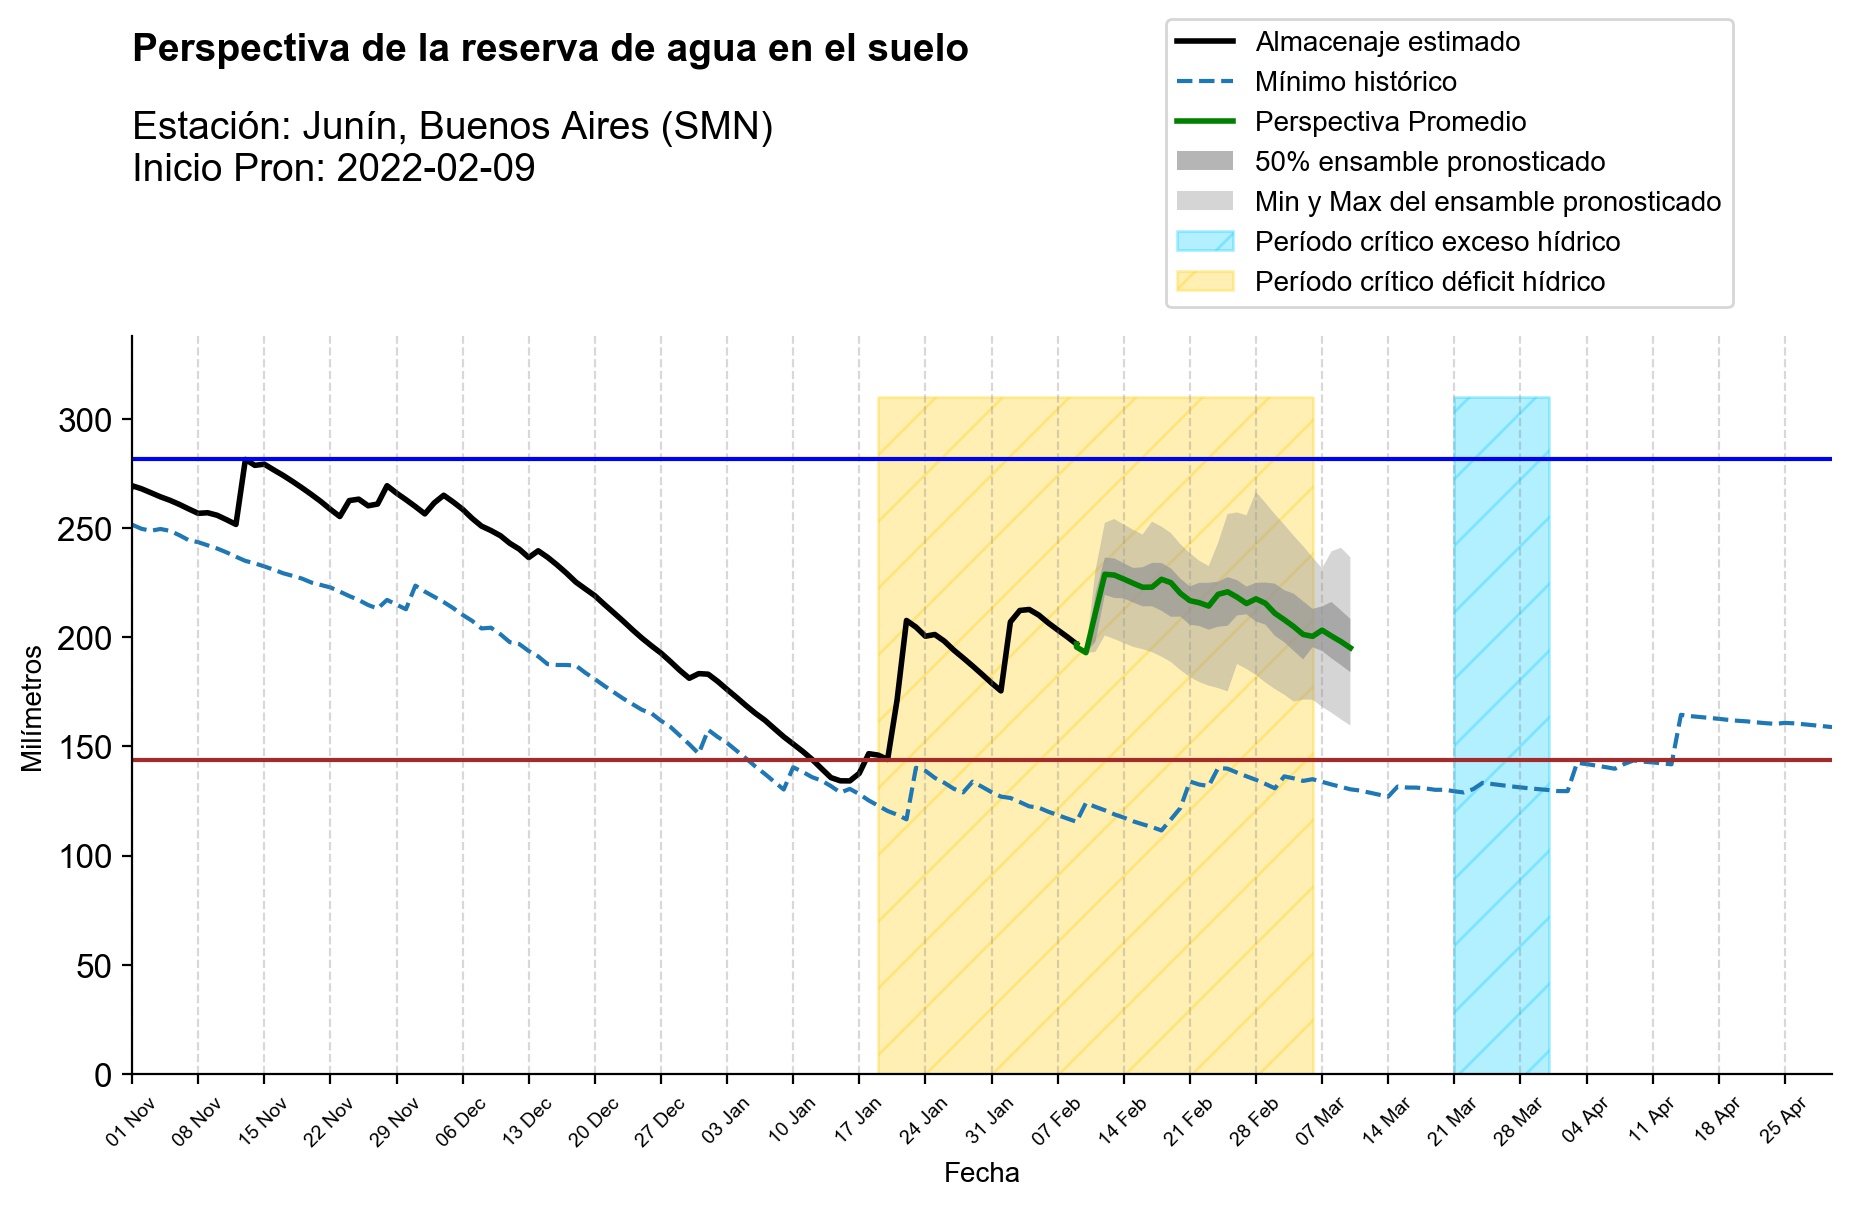 Perspectiva de la reserva de agua en el suelo
Estación: Junín, Buenos Aires (SMN)
Inicio Pron: 2022-02-09
Almacenaje estimado
Mínimo histórico
Perspectiva Promedio
50% ensamble pronosticado
Min y Max del ensamble pronosticado
Período crítico exceso hídrico
Período crítico déficit hídrico
300
250
200
150
100
50
0
Milímetros
01 Nov
08 Nov
15 Nov
22 Nov
29 Nov
06 Dec
13 Dec
20 Dec
27 Dec
03 Jan
10 Jan
17 Jan
24 Jan
31 Jan
07 Feb
14 Feb
21 Feb
28 Feb
07 Mar
14 Mar
21 Mar
28 Mar
04 Apr
11 Apr
18 Apr
25 Apr
Fecha